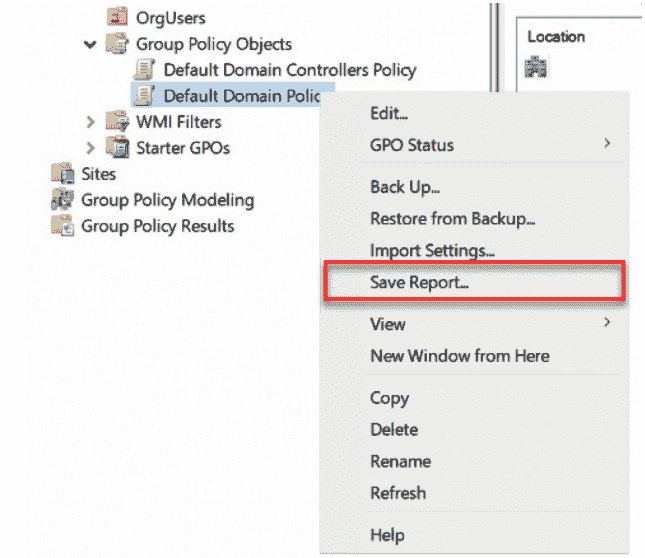 OrgUsers
Group Policy Objects
Default Domain Controllers Policy
Default Domain Polic
WMI Filters
Starter GPOs
Sites
Group Policy Modeling
Group Policy Results
Location
Edit...
GPO Status
Back Up...
Restore from Backup...
Import Settings...
Save Report...
View
New Window from Here
Copy
Delete
Rename
Refresh
Help